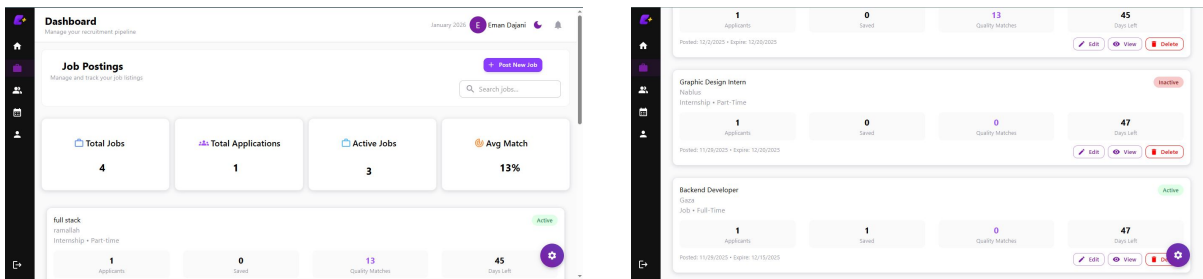 Dashboard
Manage your recruitment pipeline
January 2026 E Eman Dajani
Job Postings
Manage and track your job listings
+ Post New Job
Search jobs...
Total Jobs
4
Total Applications
1
Active Jobs
3
Avg Match
13%
full stack
Active
ramallah
Internship • Part-time
1 0 13 45
Applicants Saved Quality Matches Days Left
1 0 13 45
Applicants Saved Quality Matches Days Left
Posted: 12/2/2025 • Expire: 12/20/2025
Edit View Delete
Graphic Design Intern
Inactive
Nablus
Internship • Part-Time
1 0 0 47
Applicants Saved Quality Matches Days Left
Posted: 11/29/2025 • Expire: 12/20/2025
Edit View Delete
Backend Developer
Active
Gaza
Job • Full-Time
1 1 0 47
Applicants Saved Quality Matches Days Left
Posted: 11/29/2025 • Expire: 12/15/2025
Edit View